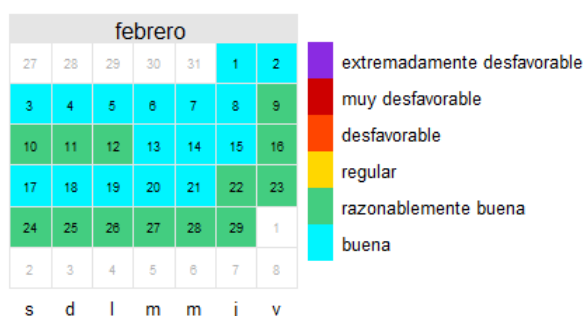 febrero
27 28 29 30 31 1 2
3 4 5 6 7 8 9
10 11 12 13 14 15 16
17 18 19 20 21 22 23
24 25 26 27 28 29 1
2 3 4 5 6 7 8
s d l m m j v
extremadamente desfavorable
muy desfavorable
desfavorable
regular
razonablemente buena
buena